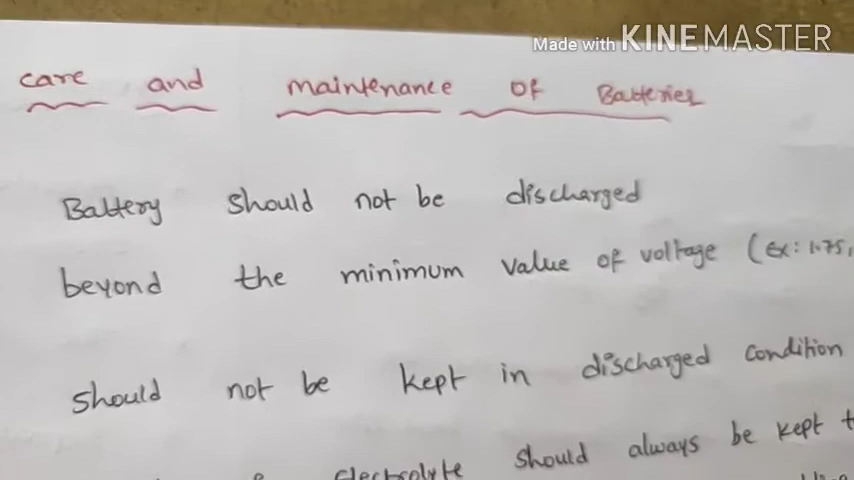 Made with KINEMASTER
care and maintenance of Batteries
Battery should not be discharged
beyond the minimum value of voltage (Ex: 1.75,
should not be kept in discharged condition
electrolyte should always be kept